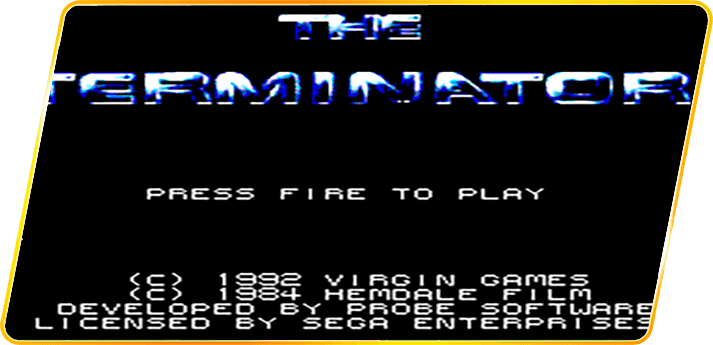 THE
TERMINATOR
PRESS FIRE TO PLAY
(C) 1992 VIRGIN GAMES
(C) 1984 HEMDALE FILM
DEVELOPED BY PROBE SOFTWARE
LICENSED BY SEGA ENTERPRISES